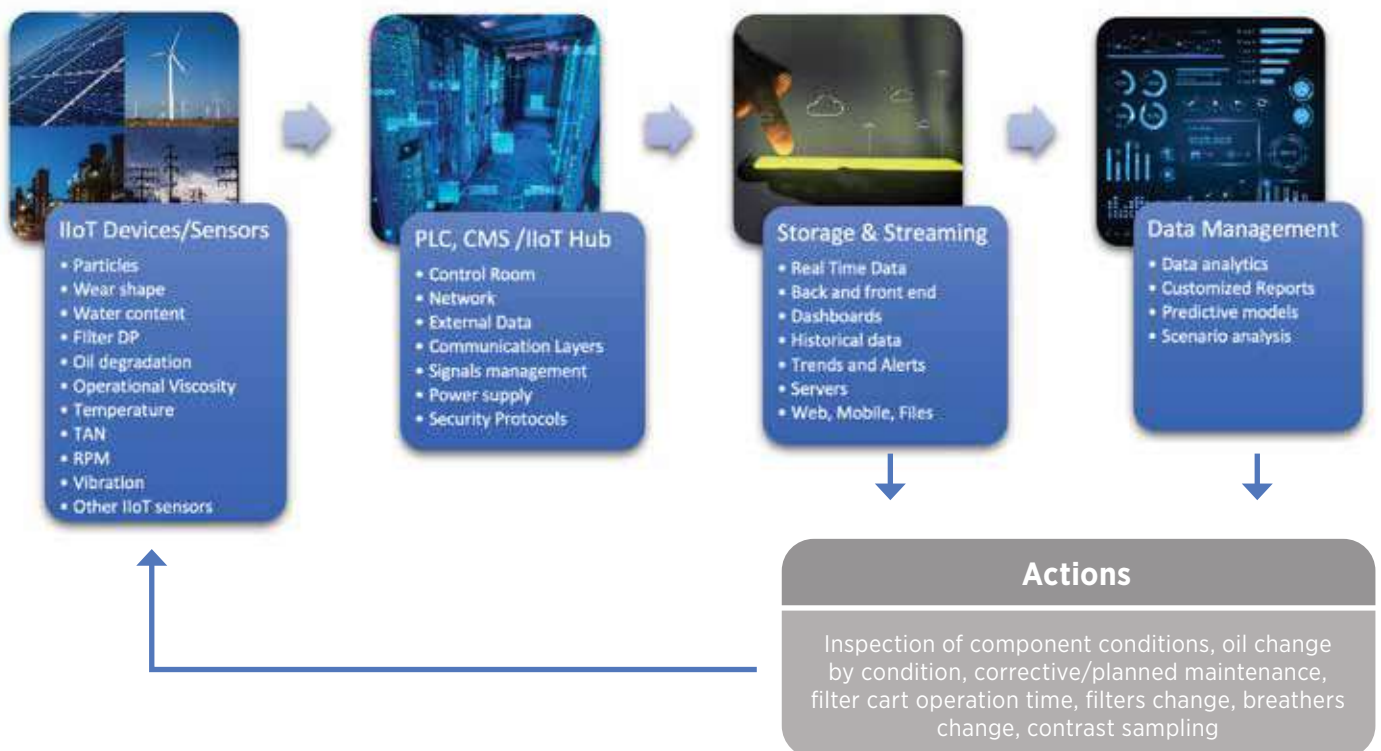 IIoT Devices/Sensors
• Particles
• Wear shape
• Water content
• Filter DP
• Oil degradation
• Operational Viscosity
• Temperature
• TAN
• RPM
• Vibration
• Other IIoT sensors
PLC, CMS /IIoT Hub
• Control Room
• Network
• External Data
• Communication Layers
• Signals management
• Power supply
• Security Protocols
Storage & Streaming
• Real Time Data
• Back and front end
• Dashboards
• Historical data
• Trends and Alerts
• Servers
• Web, Mobile, Files
Data Management
• Data analytics
• Customized Reports
• Predictive models
• Scenario analysis
Actions
Inspection of component conditions, oil change
by condition, corrective/planned maintenance,
filter cart operation time, filters change, breathers
change, contrast sampling